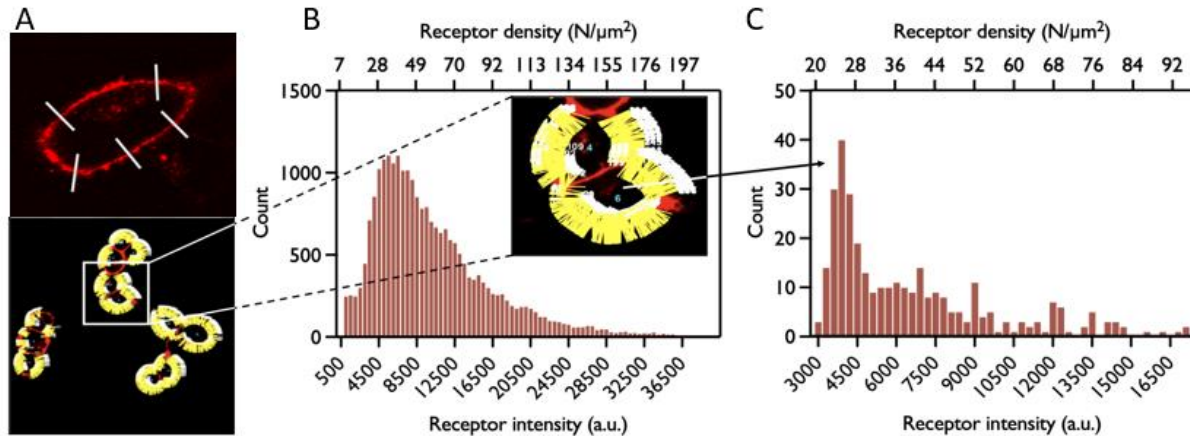 A
B
C
Receptor density (N/µm²)
7 28 49 70 92 113 134 155 176 197
1500
1000
500
0
Count
500 4500 8500 12500 16500 20500 24500 28500 32500 36500
Receptor intensity (a.u.)
4
6
Receptor density (N/µm²)
20 28 36 44 52 60 68 76 84 92
50
40
30
20
10
0
Count
3000 4500 6000 7500 9000 10500 12000 13500 15000 16500
Receptor intensity (a.u.)